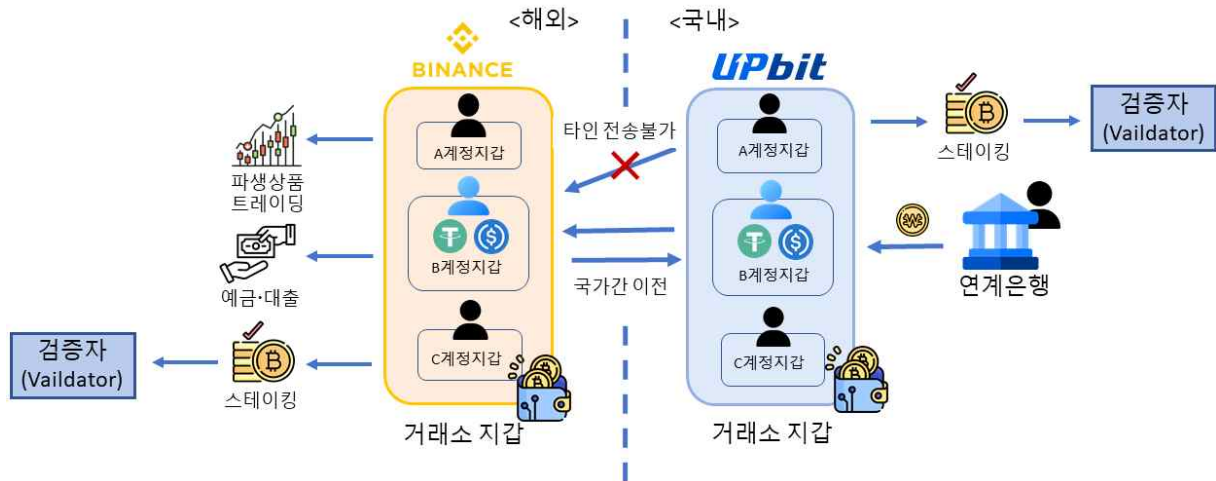 <해외>
<국내>
BINANCE
UPbit
A계정지갑
B계정지갑
C계정지갑
거래소 지갑
파생상품
트레이딩
예금·대출
스테이킹
검증자
(Vaildator)
타인 전송불가
국가간 이전
A계정지갑
B계정지갑
C계정지갑
거래소 지갑
스테이킹
검증자
(Vaildator)
연계은행